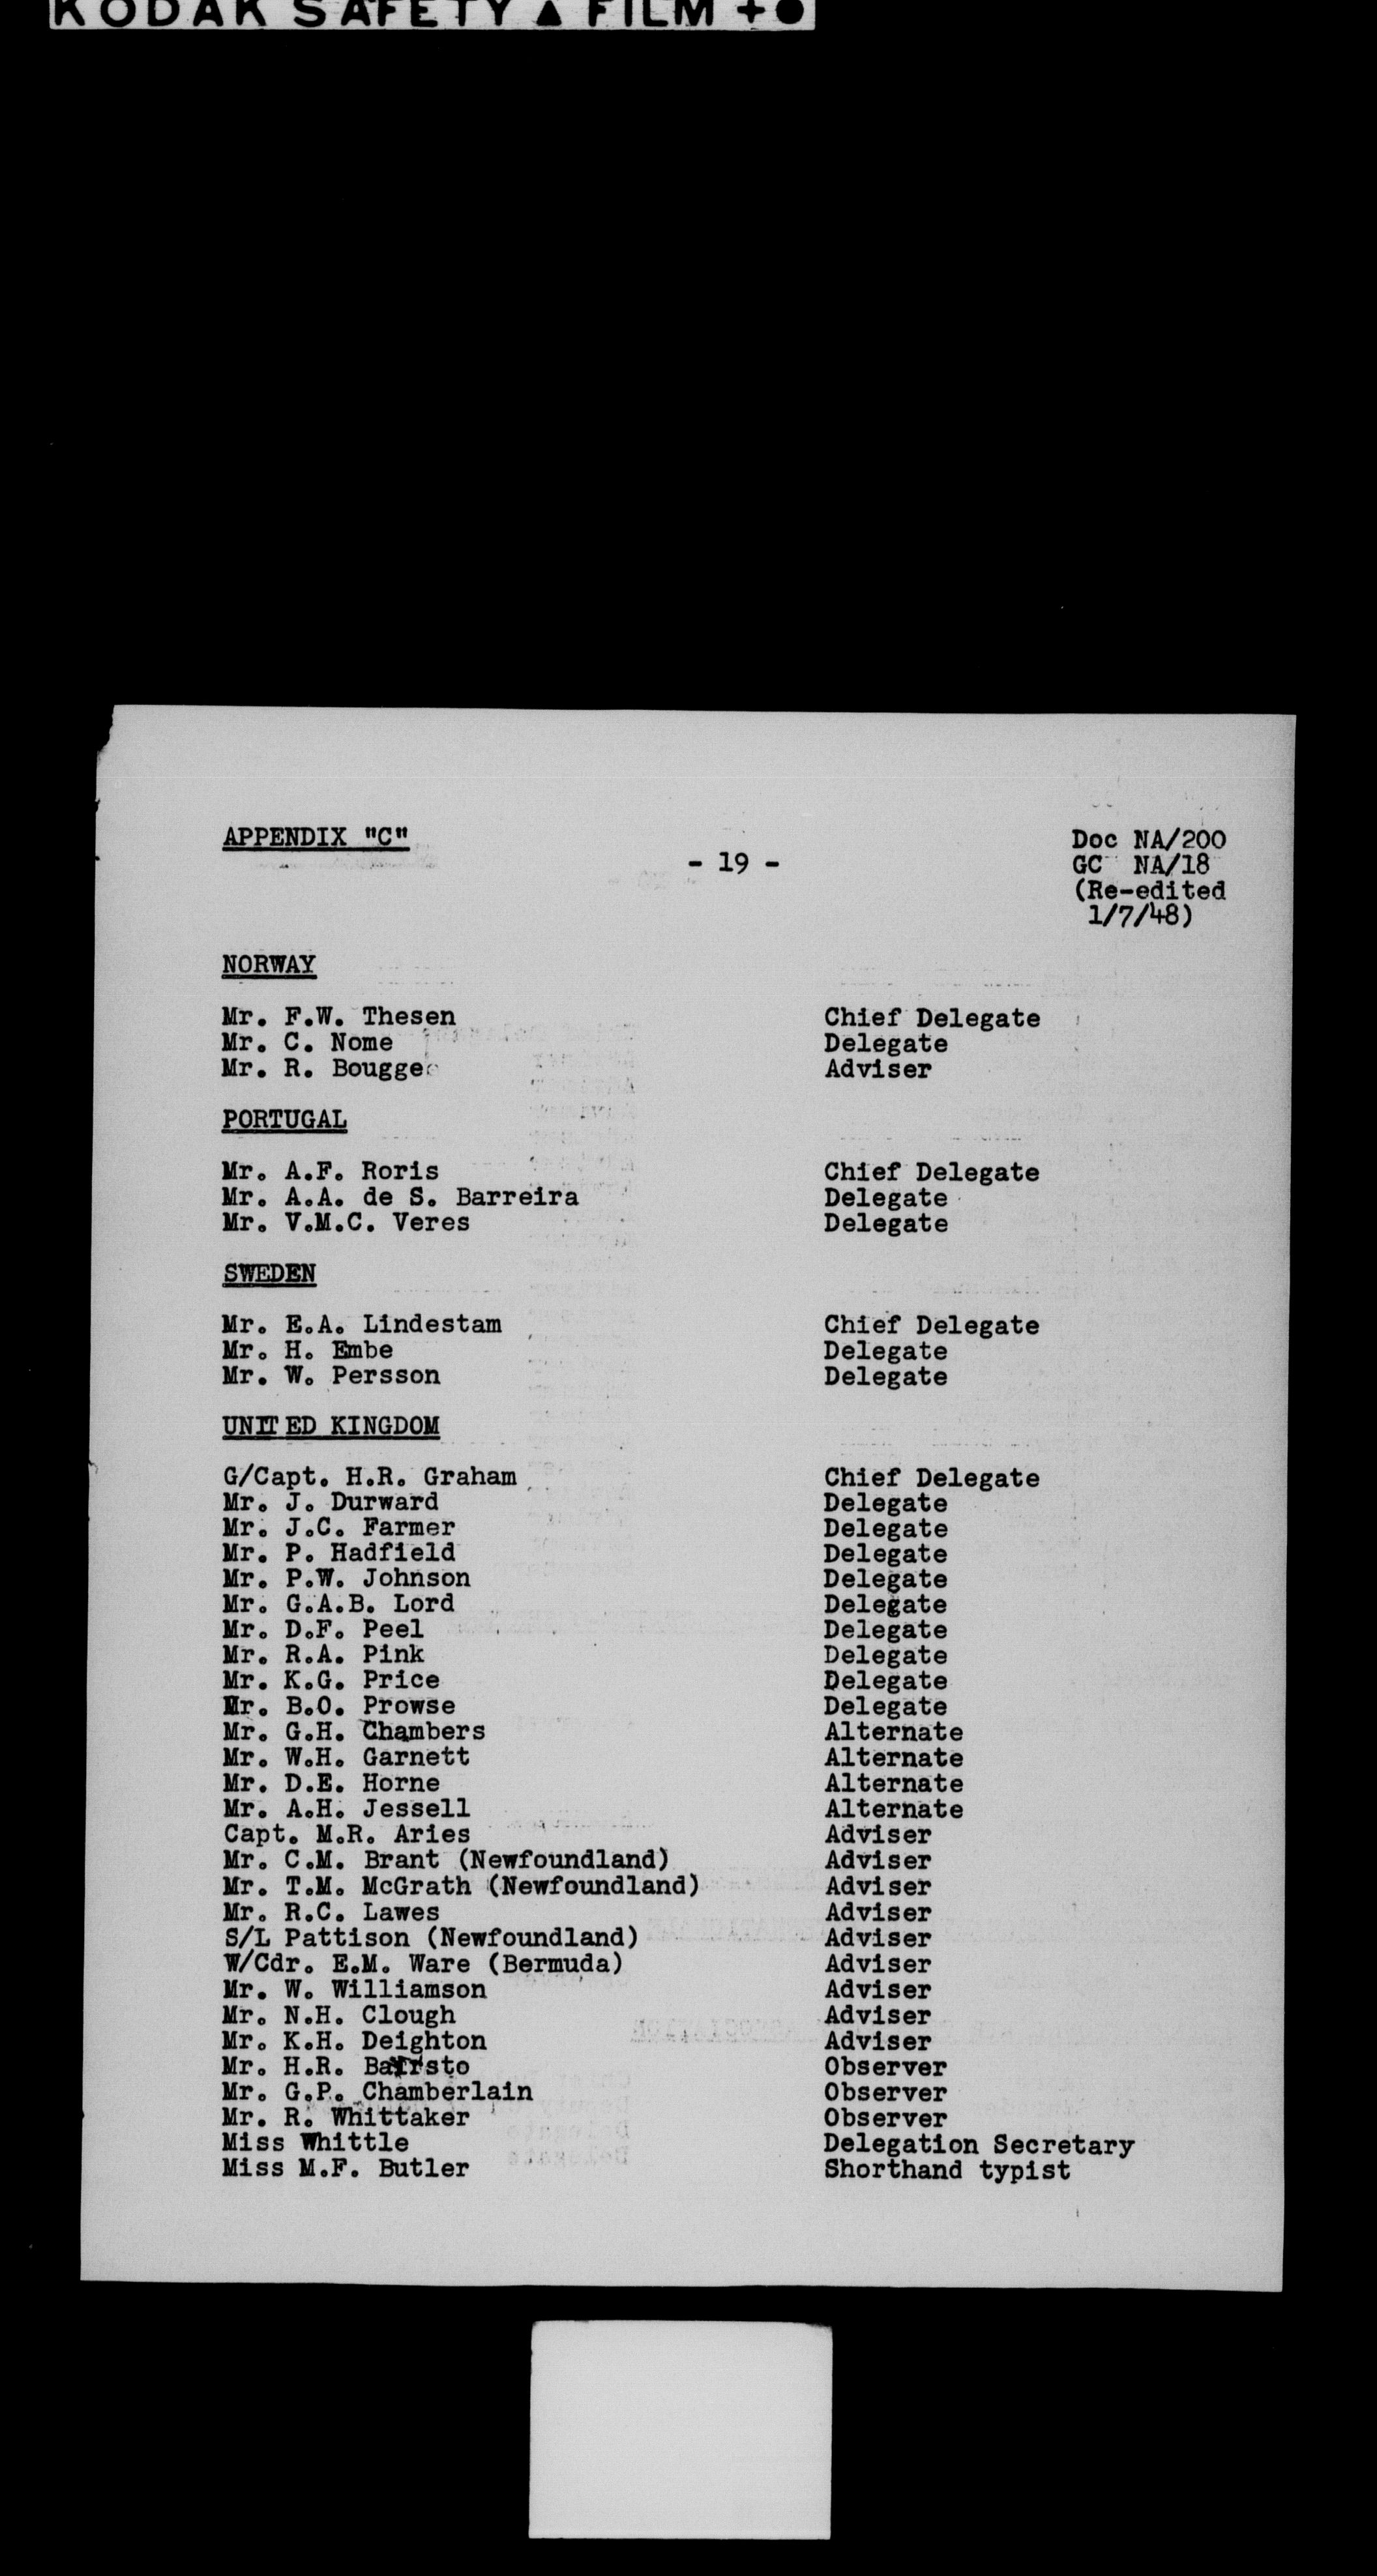 KODAK SAFETY ▲ FILM +●
APPENDIX "C"
- 19 -
Doc NA/200
GC NA/18
(Re-edited
1/7/48)
NORWAY
Mr. F.W. Thesen Chief Delegate
Mr. C. Nome Delegate
Mr. R. Bougge Adviser
PORTUGAL
Mr. A.F. Roris Chief Delegate
Mr. A.A. de S. Barreira Delegate
Mr. V.M.C. Veres Delegate
SWEDEN
Mr. E.A. Lindestam Chief Delegate
Mr. H. Embe Delegate
Mr. W. Persson Delegate
UNITED KINGDOM
G/Capt. H.R. Graham Chief Delegate
Mr. J. Durward Delegate
Mr. J.C. Farmer Delegate
Mr. P. Hadfield Delegate
Mr. P.W. Johnson Delegate
Mr. G.A.B. Lord Delegate
Mr. D.F. Peel Delegate
Mr. R.A. Pink Delegate
Mr. K.G. Price Delegate
Mr. B.O. Prowse Delegate
Mr. G.H. Chambers Alternate
Mr. W.H. Garnett Alternate
Mr. D.E. Horne Alternate
Mr. A.H. Jessell Alternate
Capt. M.R. Aries Adviser
Mr. C.M. Brant (Newfoundland) Adviser
Mr. T.M. McGrath (Newfoundland) Adviser
Mr. R.C. Lawes Adviser
S/L Pattison (Newfoundland) Adviser
W/Cdr. E.M. Ware (Bermuda) Adviser
Mr. W. Williamson Adviser
Mr. N.H. Clough Adviser
Mr. K.H. Deighton Adviser
Mr. H.R. Observer
Mr. G.P. Chamberlain Observer
Mr. R. Whittaker Observer
Miss Whittle Delegation Secretary
Miss M.F. Butler Shorthand typist